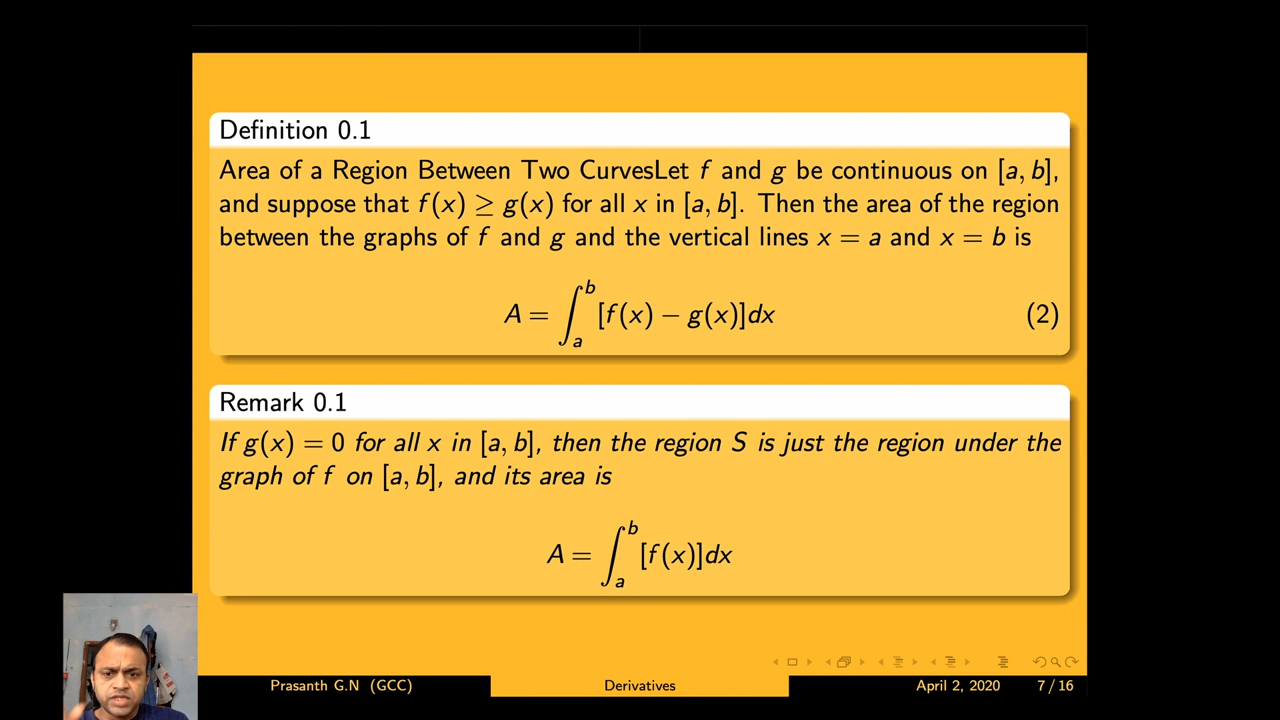 Definition 0.1
Area of a Region Between Two CurvesLet f and g be continuous on [a, b],
and suppose that f(x) ≥ g(x) for all x in [a, b]. Then the area of the region
between the graphs of f and g and the vertical lines x = a and x = b is
A = ∫_a^b [f(x) − g(x)]dx (2)
Remark 0.1
If g(x) = 0 for all x in [a, b], then the region S is just the region under the
graph of f on [a, b], and its area is
A = ∫_a^b [f(x)]dx
Prasanth G.N (GCC) Derivatives April 2, 2020 7 / 16